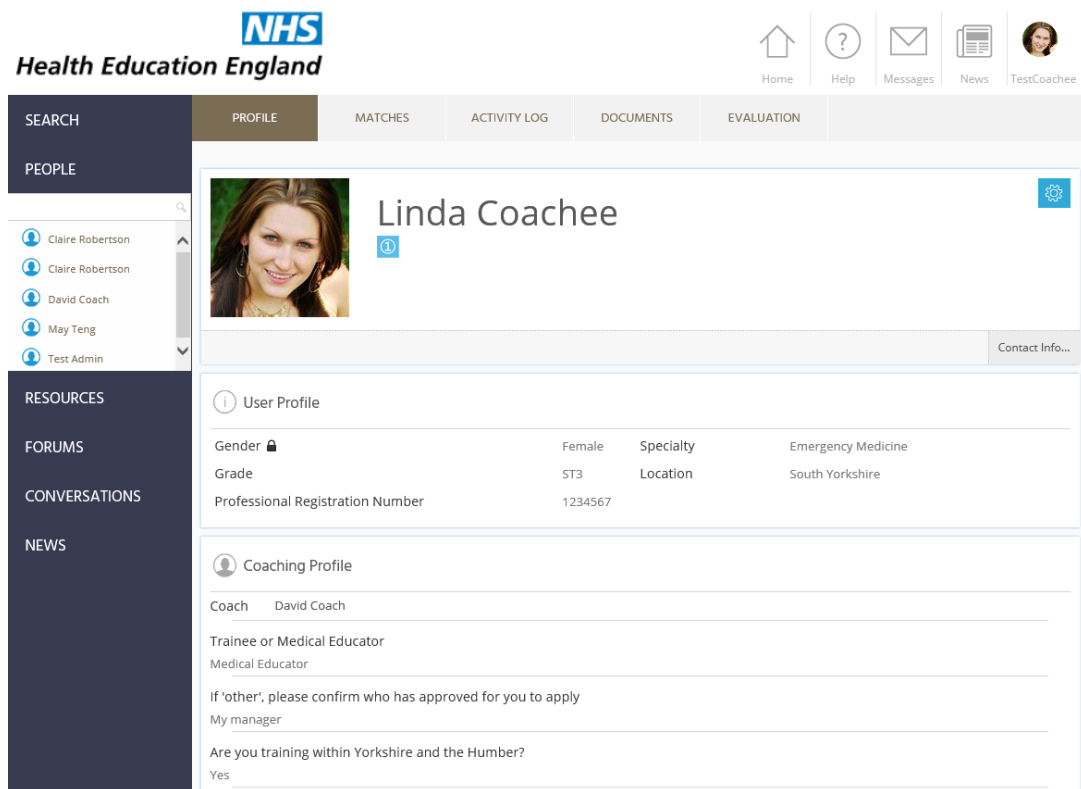 NHS
Health Education England
Home
Help
Messages
News
TestCoachee
SEARCH
PEOPLE
Claire Robertson
Claire Robertson
David Coach
May Teng
Test Admin
RESOURCES
FORUMS
CONVERSATIONS
NEWS
PROFILE
MATCHES
ACTIVITY LOG
DOCUMENTS
EVALUATION
Linda Coachee
①
Contact Info...
User Profile
Gender Female Specialty Emergency Medicine
Grade ST3 Location South Yorkshire
Professional Registration Number 1234567
Coaching Profile
Coach David Coach
Trainee or Medical Educator
Medical Educator
If 'other', please confirm who has approved for you to apply
My manager
Are you training within Yorkshire and the Humber?
Yes